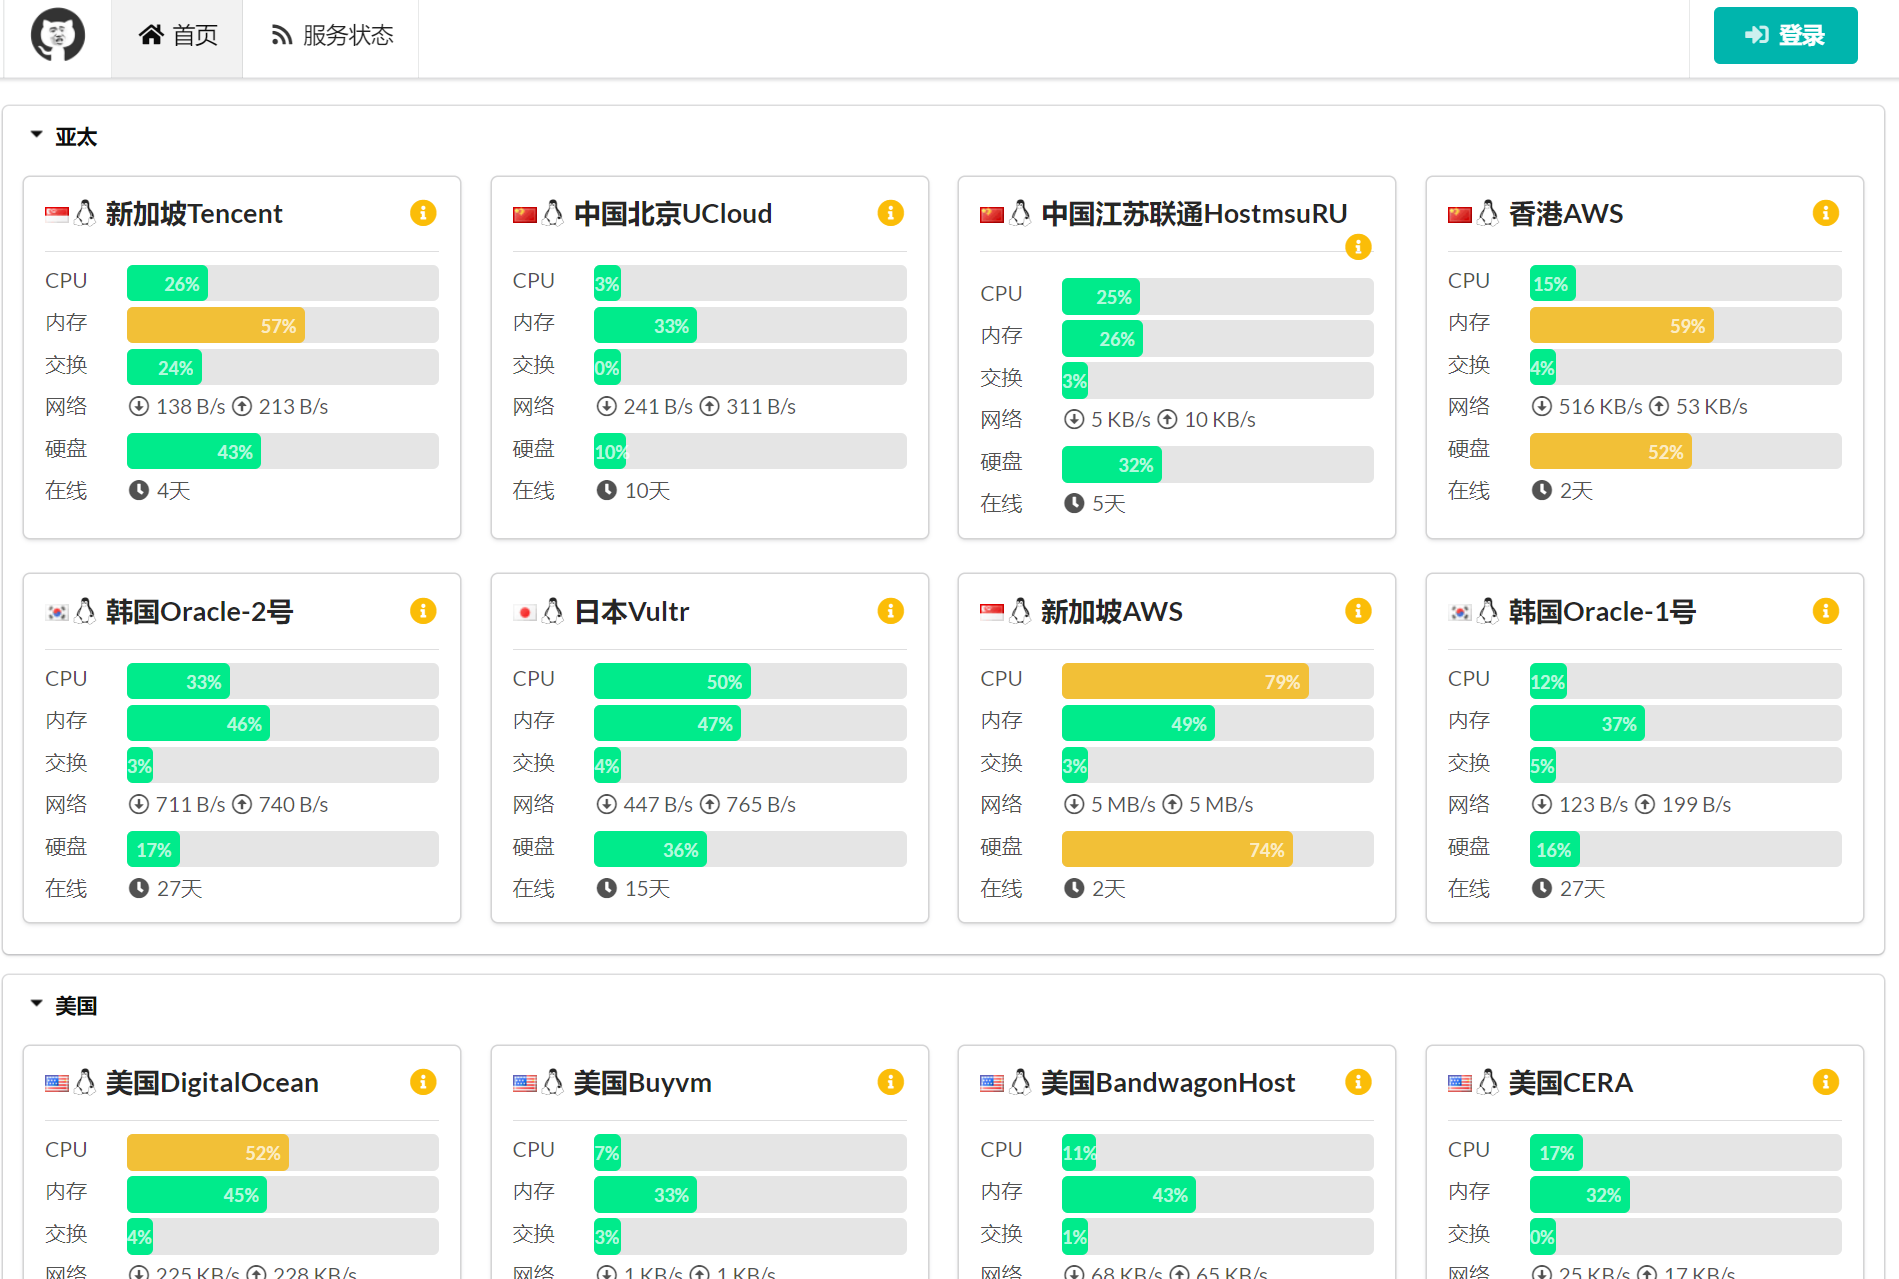 首页 服务状态 登录
亚太
新加坡Tencent
CPU 26%
内存 57%
交换 24%
网络 138 B/s 213 B/s
硬盘 43%
在线 4天
中国北京UCloud
CPU 3%
内存 33%
交换 0%
网络 241 B/s 311 B/s
硬盘 10%
在线 10天
中国江苏联通HostmsuRU
CPU 25%
内存 26%
交换 3%
网络 5 KB/s 10 KB/s
硬盘 32%
在线 5天
香港AWS
CPU 15%
内存 59%
交换 4%
网络 516 KB/s 53 KB/s
硬盘 52%
在线 2天
韩国Oracle-2号
CPU 33%
内存 46%
交换 3%
网络 711 B/s 740 B/s
硬盘 17%
在线 27天
日本Vultr
CPU 50%
内存 47%
交换 4%
网络 447 B/s 765 B/s
硬盘 36%
在线 15天
新加坡AWS
CPU 79%
内存 49%
交换 3%
网络 5 MB/s 5 MB/s
硬盘 74%
在线 2天
韩国Oracle-1号
CPU 12%
内存 37%
交换 5%
网络 123 B/s 199 B/s
硬盘 16%
在线 27天
美国
美国DigitalOcean
CPU 52%
内存 45%
交换 4%
网络 225 KB/s 228 KB/s
美国Buyvm
CPU 7%
内存 33%
交换 3%
网络 1 KB/s 1 KB/s
美国BandwagonHost
CPU 11%
内存 43%
交换 1%
网络 68 KB/s 65 KB/s
美国CERA
CPU 17%
内存 32%
交换 0%
网络 25 KB/s 17 KB/s